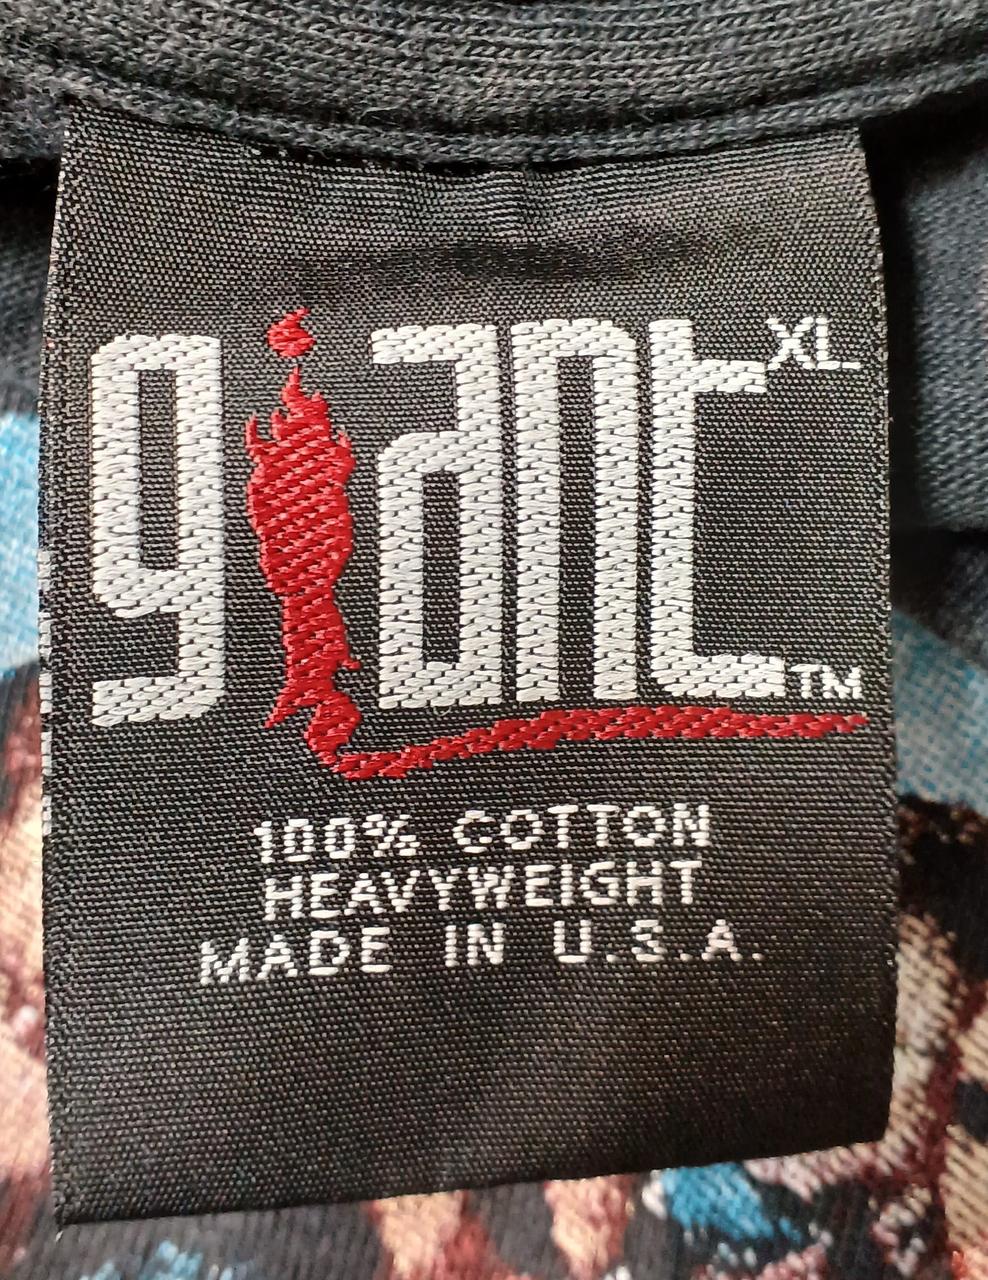 giant XL
TM
100% COTTON
HEAVYWEIGHT
MADE IN U.S.A.